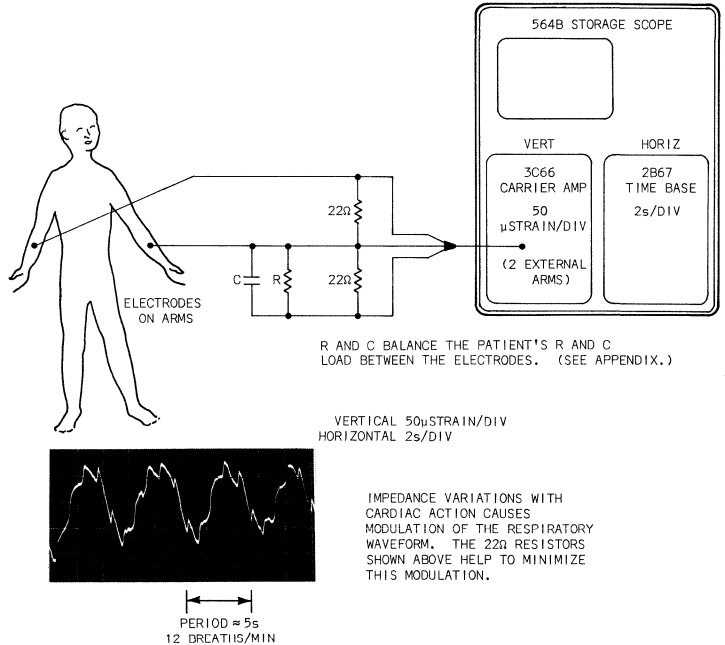 564B STORAGE SCOPE
VERT
HORIZ
3C66
CARRIER AMP
50
µSTRAIN/DIV
(2 EXTERNAL
ARMS)
2B67
TIME BASE
2s/DIV
22Ω
C
R
22Ω
ELECTRODES
ON ARMS
R AND C BALANCE THE PATIENT'S R AND C
LOAD BETWEEN THE ELECTRODES. (SEE APPENDIX.)
VERTICAL 50µSTRAIN/DIV
HORIZONTAL 2s/DIV
IMPEDANCE VARIATIONS WITH
CARDIAC ACTION CAUSES
MODULATION OF THE RESPIRATORY
WAVEFORM. THE 22Ω RESISTORS
SHOWN ABOVE HELP TO MINIMIZE
THIS MODULATION.
PERIOD ≈ 5s
12 BREATHS/MIN